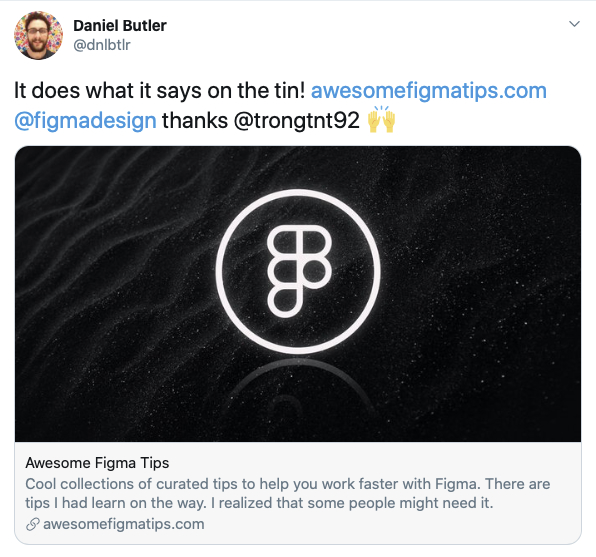 Daniel Butler
@dnlbtlr
It does what it says on the tin! awesomefigmatips.com
@figmadesign thanks @trongtnt92 🙌
Awesome Figma Tips
Cool collections of curated tips to help you work faster with Figma. There are
tips I had learn on the way. I realized that some people might need it.
awesomefigmatips.com